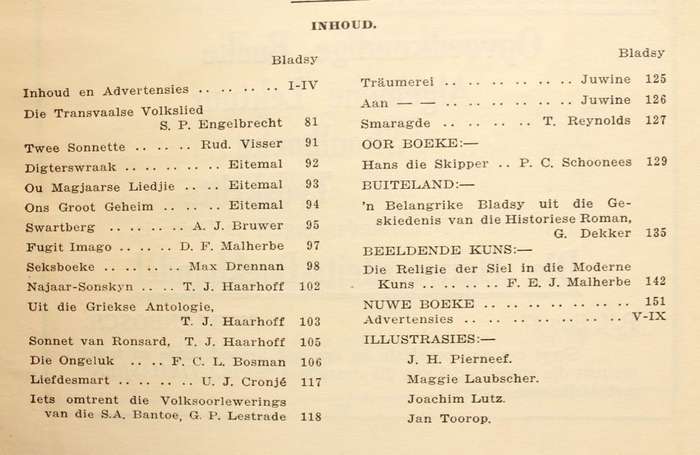 INHOUD.
Bladsy
Inhoud en Advertensies .. .. .. .. I-IV
Die Transvaalse Volkslied
S. P. Engelbrecht 81
Twee Sonnette .. .. .. Rud. Visser 91
Digterswraak .. .. .. .. .. Eitemal 92
Ou Magjaarse Liedjie .. .. Eitemal 93
Ons Groot Geheim .. .. .. Eitemal 94
Swartberg .. .. .. .. A. J. Bruwer 95
Fugit Imago .. .. .. D. F. Malherbe 97
Seksboeke .. .. .. .. Max Drennan 98
Najaar-Sonskyn .. .. T. J. Haarhoff 102
Uit die Griekse Antologie,
T. J. Haarhoff 103
Sonnet van Ronsard, T. J. Haarhoff 105
Die Ongeluk .. .. F. C. L. Bosman 106
Liefdesmart .. .. .. .. U. J. Cronjé 117
Iets omtrent die Volksoorlewerings
van die S.A. Bantoe, G. P. Lestrade 118
Bladsy
Träumerei .. .. .. .. .. .. Juwine 125
Aan — — .. .. .. .. .. .. Juwine 126
Smaragde .. .. .. .. .. T. Reynolds 127
OOR BOEKE:—
Hans die Skipper .. P. C. Schoonees 129
BUITELAND:—
'n Belangrike Bladsy uit die Ge-
skiedenis van die Historiese Roman,
G. Dekker 135
BEELDENDE KUNS:—
Die Religie der Siel in die Moderne
Kuns .. .. .. .. F. E. J. Malherbe 142
NUWE BOEKE .. .. .. .. .. .. .. 151
Advertensies .. .. .. .. .. .. .. .. V-IX
ILLUSTRASIES:—
J. H. Pierneef.
Maggie Laubscher.
Joachim Lutz.
Jan Toorop.